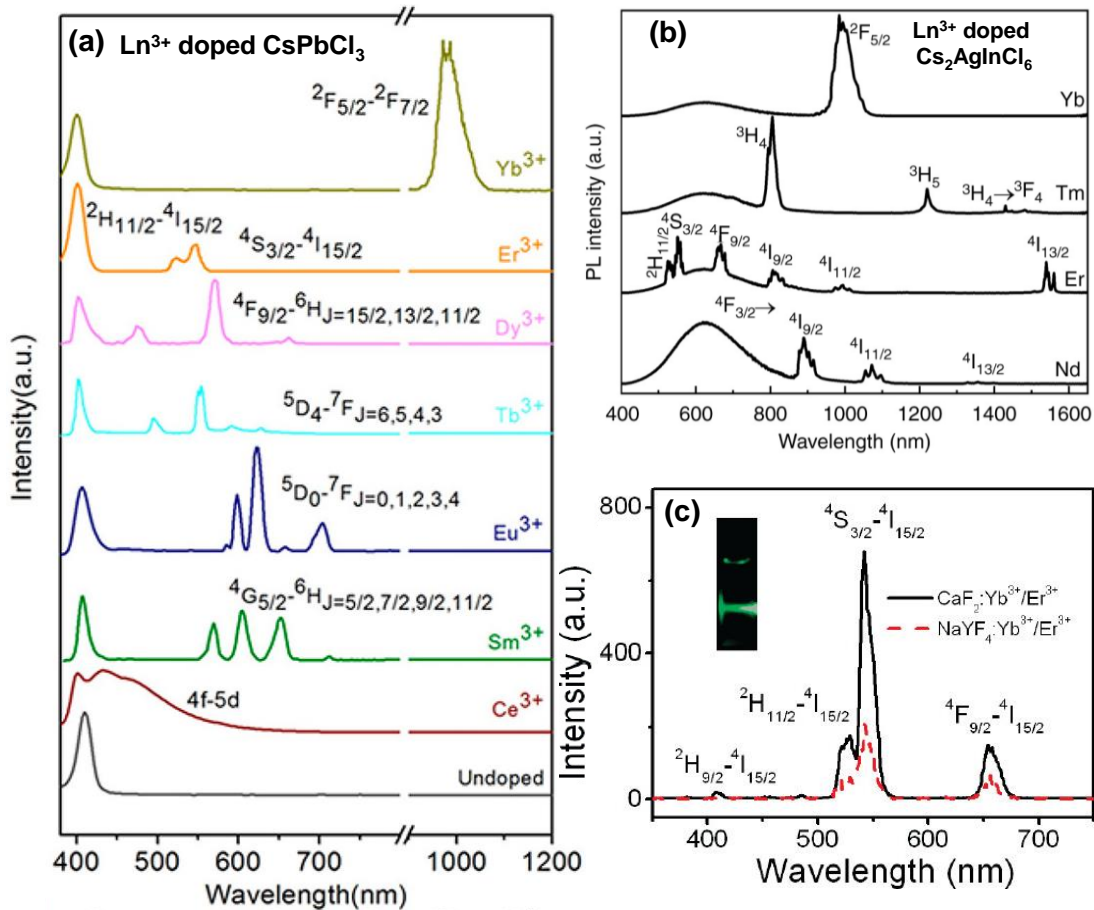 (a) Ln³⁺ doped CsPbCl₃
²F₅/₂-²F₇/₂
Yb³⁺
²H₁₁/₂-⁴I₁₅/₂
⁴S₃/₂-⁴I₁₅/₂
Er³⁺
⁴F₉/₂-⁶H_J=15/2,13/2,11/2
Dy³⁺
⁵D₄-⁷F_J=6,5,4,3
Tb³⁺
⁵D₀-⁷F_J=0,1,2,3,4
Eu³⁺
⁴G₅/₂-⁶H_J=5/2,7/2,9/2,11/2
Sm³⁺
4f-5d
Ce³⁺
Undoped
Intensity(a.u.)
400 500 600 700 800 1000 1200
Wavelength(nm)
(b) Ln³⁺ doped
Cs₂AgInCl₆
²F₅/₂
Yb
³H₄
³H₅
³H₄→³F₄
Tm
²H₁₁/₂ ⁴S₃/₂
⁴F₉/₂
⁴I₉/₂
⁴I₁₁/₂
⁴I₁₃/₂
Er
⁴F₃/₂→
⁴I₉/₂
⁴I₁₁/₂
⁴I₁₃/₂
Nd
PL intensity (a.u.)
400 600 800 1000 1200 1400 1600
Wavelength (nm)
(c)
800
400
0
Intensity (a.u.)
⁴S₃/₂-⁴I₁₅/₂
CaF₂:Yb³⁺/Er³⁺
NaYF₄:Yb³⁺/Er³⁺
²H₁₁/₂-⁴I₁₅/₂
⁴F₉/₂-⁴I₁₅/₂
²H₉/₂-⁴I₁₅/₂
400 500 600 700
Wavelength (nm)